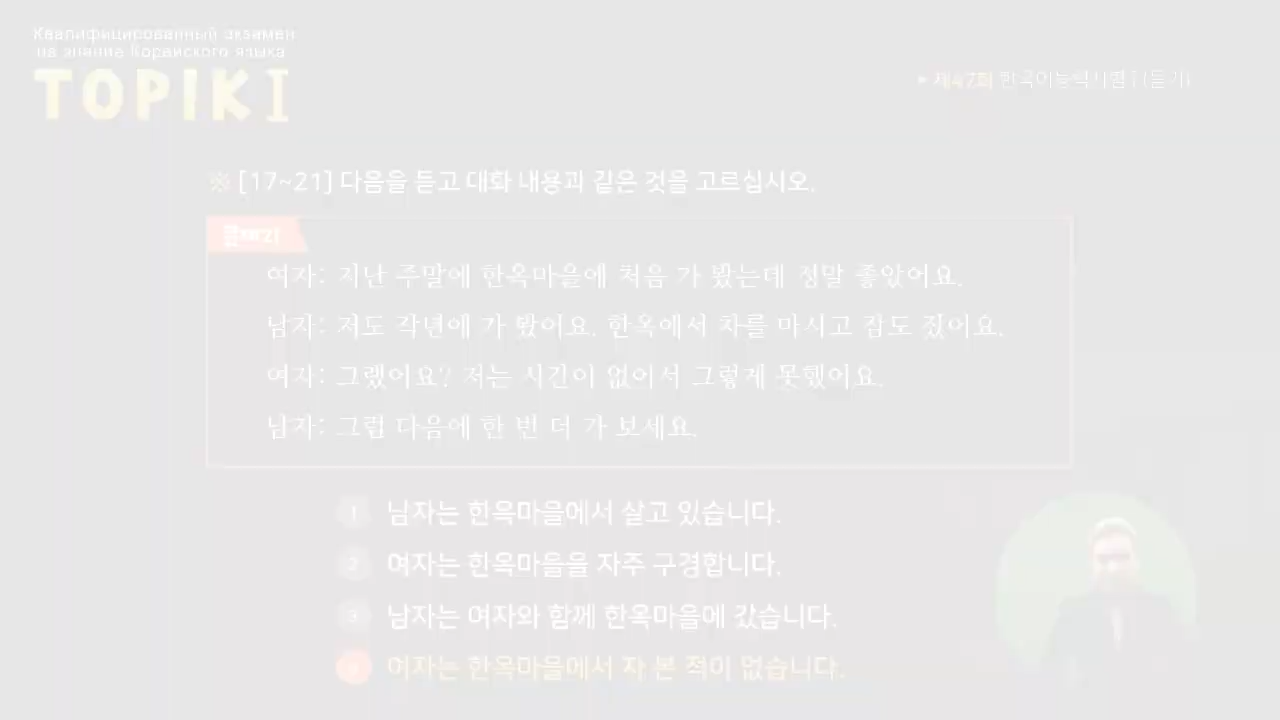 Квалифицированный экзамен
на знание Корейского языка
TOPIK I
제47회 한국어능력시험 I (듣기)
※ [17~21] 다음을 듣고 대화 내용과 같은 것을 고르십시오.
여자: 지난 주말에 한옥마을에 처음 가 봤는데 정말 좋았어요.
남자: 저도 작년에 가 봤어요. 한옥에서 차를 마시고 잠도 잤어요.
여자: 그랬어요? 저는 시간이 없어서 그렇게 못했어요.
남자: 그럼 다음에 한 번 더 가 보세요.
1 남자는 한옥마을에서 살고 있습니다.
2 여자는 한옥마을을 자주 구경합니다.
3 남자는 여자와 함께 한옥마을에 갔습니다.
여자는 한옥마을에서 자 본 적이 없습니다.